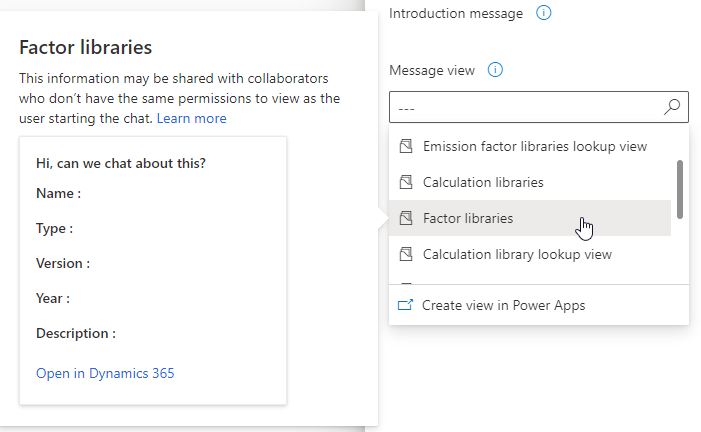 Factor libraries
This information may be shared with collaborators
who don't have the same permissions to view as the
user starting the chat. Learn more
Hi, can we chat about this?
Name :
Type :
Version :
Year :
Description :
Open in Dynamics 365
Introduction message
Message view
---
Emission factor libraries lookup view
Calculation libraries
Factor libraries
Calculation library lookup view
Create view in Power Apps